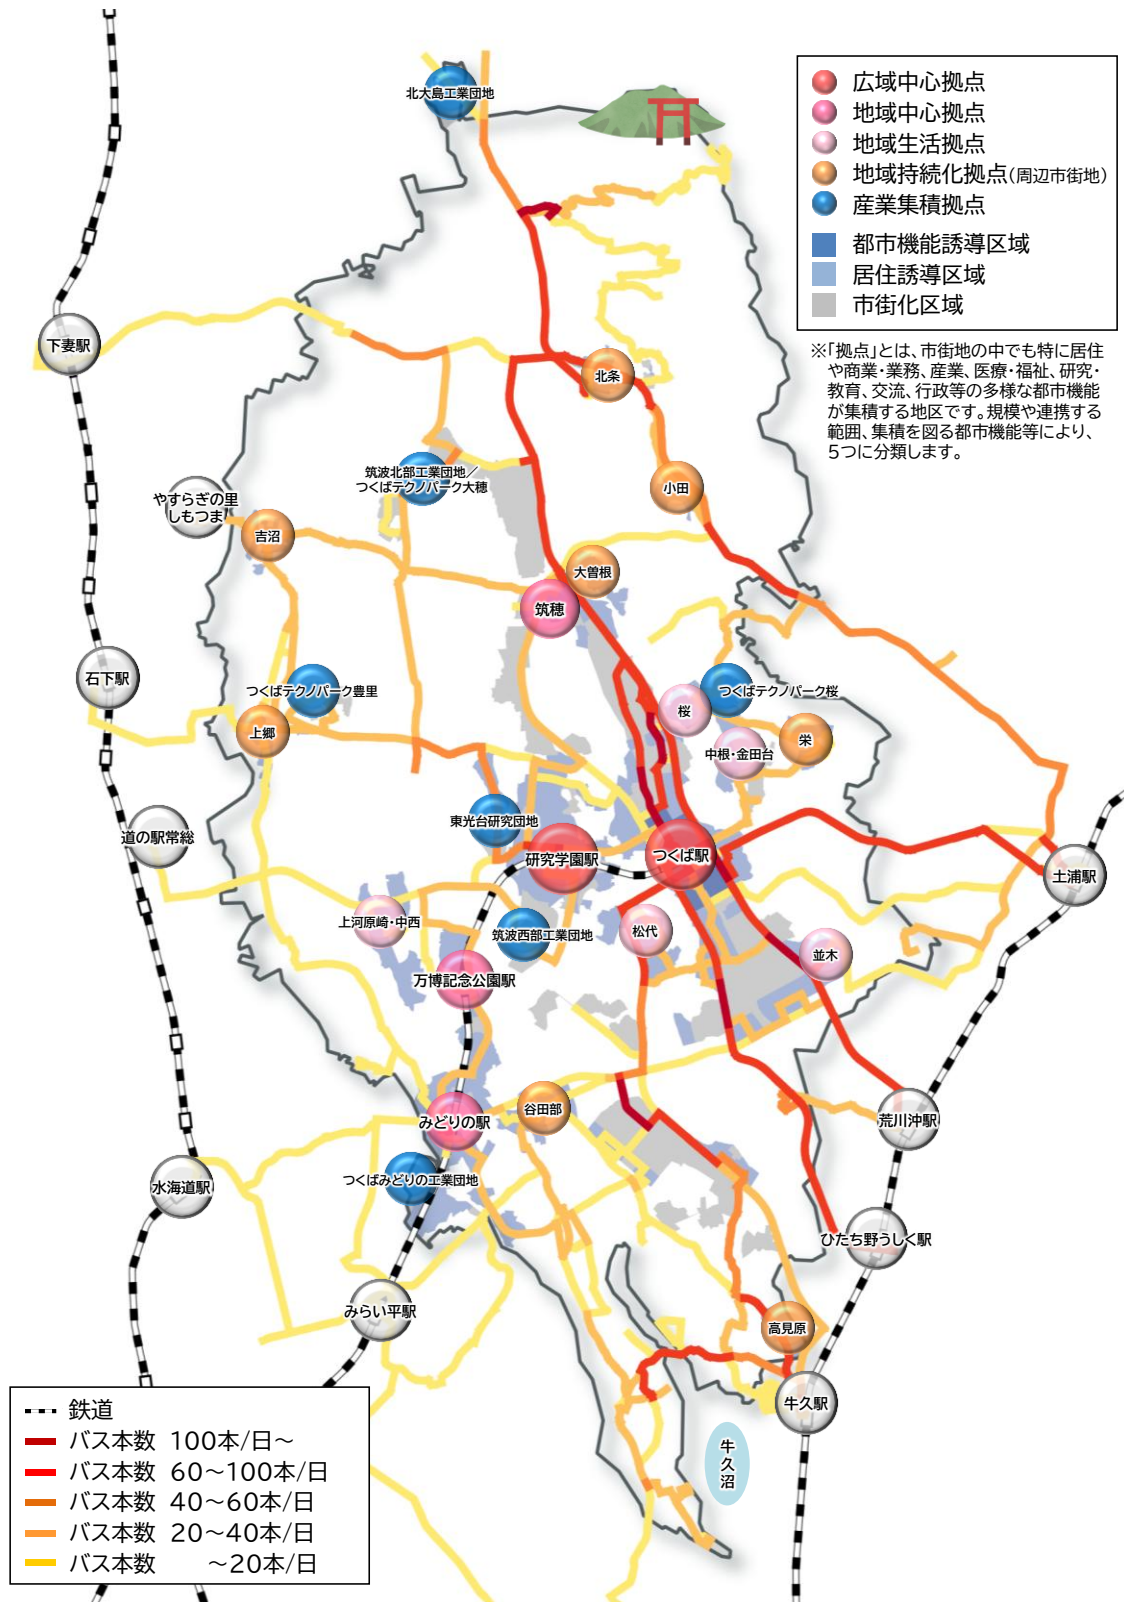 広域中心拠点
地域中心拠点
地域生活拠点
地域持続化拠点(周辺市街地)
産業集積拠点
都市機能誘導区域
居住誘導区域
市街化区域
※「拠点」とは、市街地の中でも特に居住
や商業・業務、産業、医療・福祉、研究・
教育、交流、行政等の多様な都市機能
が集積する地区です。規模や連携する
範囲、集積を図る都市機能等により、
5つに分類します。
北大島工業団地
下妻駅
北条
筑波北部工業団地/
つくばテクノパーク大穂
小田
やすらぎの里
しもつま
吉沼
大曽根
筑穂
石下駅
つくばテクノパーク豊里
つくばテクノパーク桜
桜
上郷
中根・金田台
栄
道の駅常総
東光台研究団地
研究学園駅
つくば駅
土浦駅
上河原崎・中西
筑波西部工業団地
松代
並木
万博記念公園駅
谷田部
みどりの駅
荒川沖駅
つくばみどりの工業団地
水海道駅
ひたち野うしく駅
みらい平駅
高見原
牛久駅
牛久沼
鉄道
バス本数 100本/日~
バス本数 60~100本/日
バス本数 40~60本/日
バス本数 20~40本/日
バス本数 ~20本/日